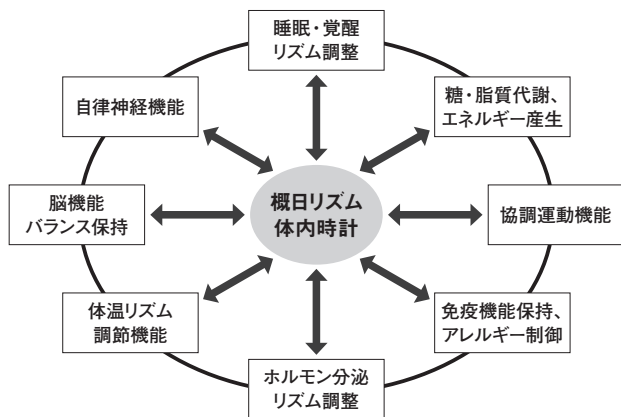 睡眠・覚醒
リズム調整
自律神経機能
糖・脂質代謝、
エネルギー産生
脳機能
バランス保持
概日リズム
体内時計
協調運動機能
体温リズム
調節機能
免疫機能保持、
アレルギー制御
ホルモン分泌
リズム調整